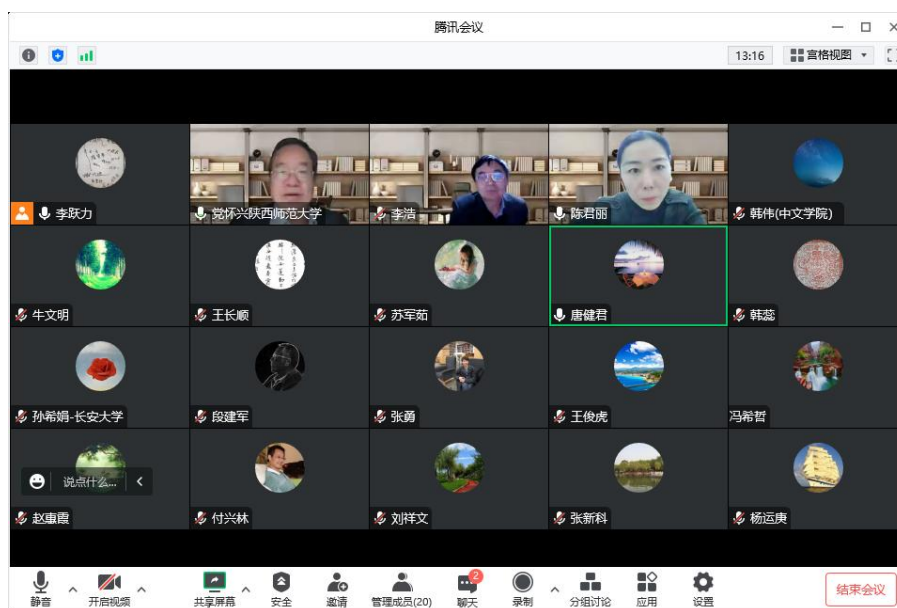 腾讯会议
13:16 宫格视图
李跃力 党怀兴陕西师范大学 李浩 陈君丽 韩伟(中文学院)
牛文明 王长顺 苏军茹 唐健君 韩蕊
孙希娟-长安大学 段建军 张勇 王俊虎 冯希哲
说点什么...
赵惠霞 付兴林 刘祥文 张新科 杨运庚
2
静音 开启视频 共享屏幕 安全 邀请 管理成员(20) 聊天 录制 分组讨论 应用 设置 结束会议